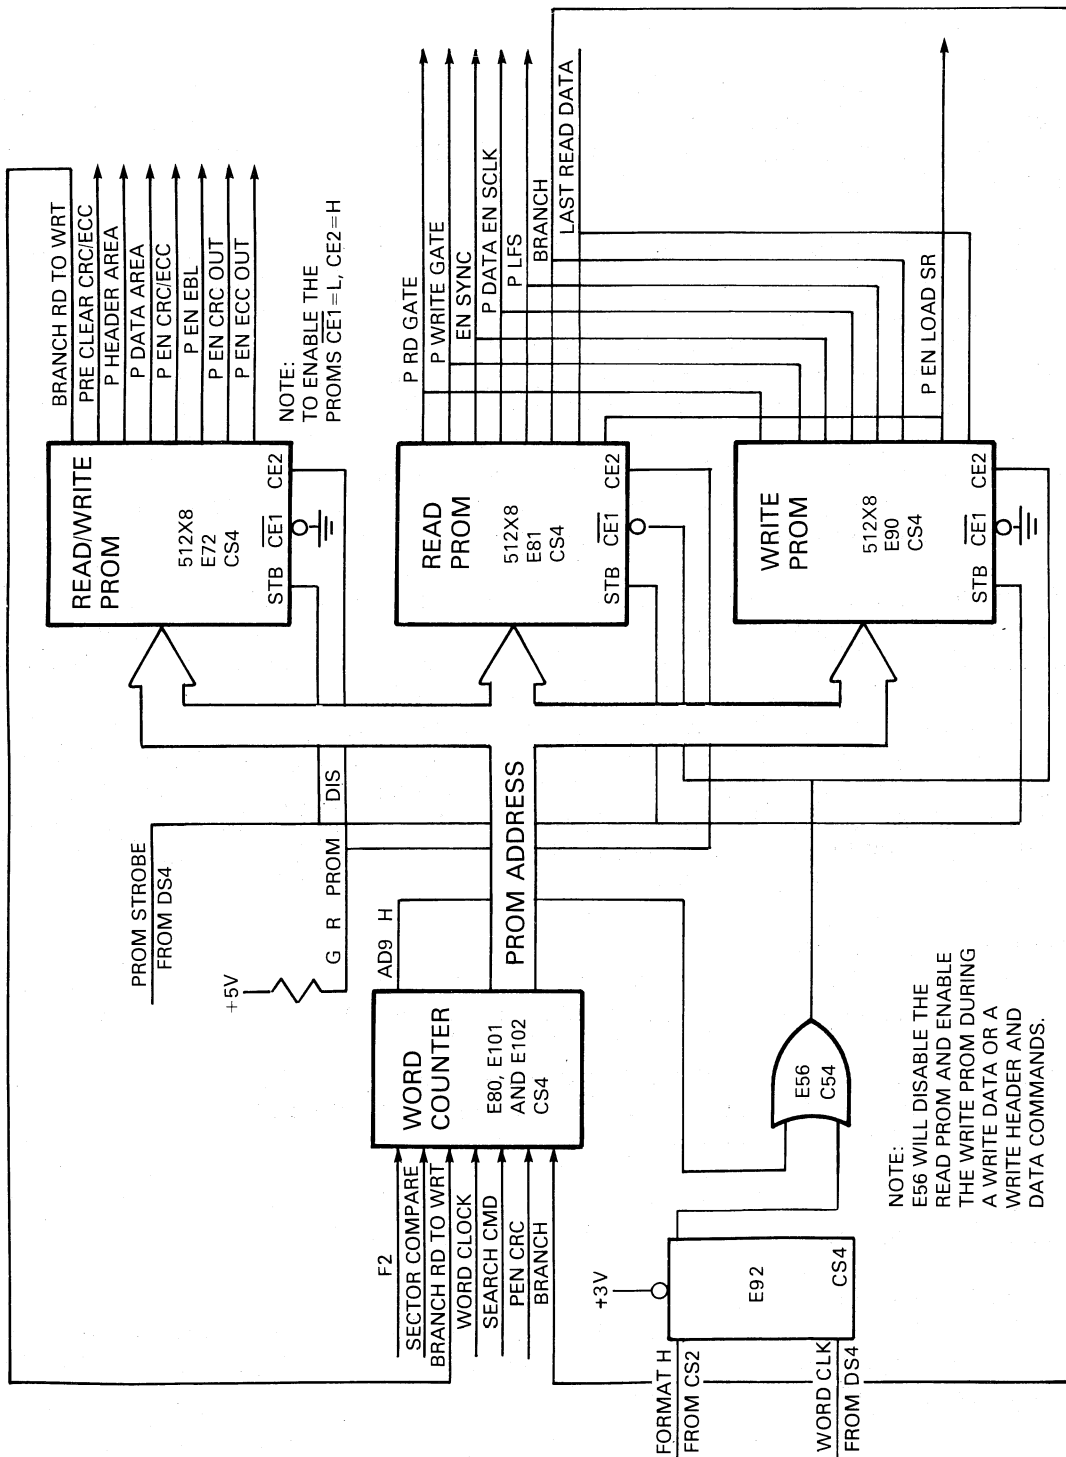 BRANCH RD TO WRT
PRE CLEAR CRC/ECC
P HEADER AREA
P DATA AREA
P EN CRC/ECC
P EN EBL
P EN CRC OUT
P EN ECC OUT
NOTE:
TO ENABLE THE
PROMS CE1=L, CE2=H
READ/WRITE
PROM
512X8
E72
CS4
STB
CE1
CE2
P RD GATE
P WRITE GATE
EN SYNC
P DATA EN SCLK
P LFS
BRANCH
LAST READ DATA
READ
PROM
512X8
E81
CS4
STB
CE1
CE2
P EN LOAD SR
WRITE
PROM
512X8
E90
CS4
STB
CE1
CE2
PROM STROBE
FROM DS4
+5V
G R PROM DIS
AD9 H
PROM ADDRESS
WORD
COUNTER
E80, E101
AND E102
CS4
F2
SECTOR COMPARE
BRANCH RD TO WRT
WORD CLOCK
SEARCH CMD
PEN CRC
BRANCH
E56
C54
+3V
E92
CS4
FORMAT H
FROM CS2
WORD CLK
FROM DS4
NOTE:
E56 WILL DISABLE THE
READ PROM AND ENABLE
THE WRITE PROM DURING
A WRITE DATA OR A
WRITE HEADER AND
DATA COMMANDS.